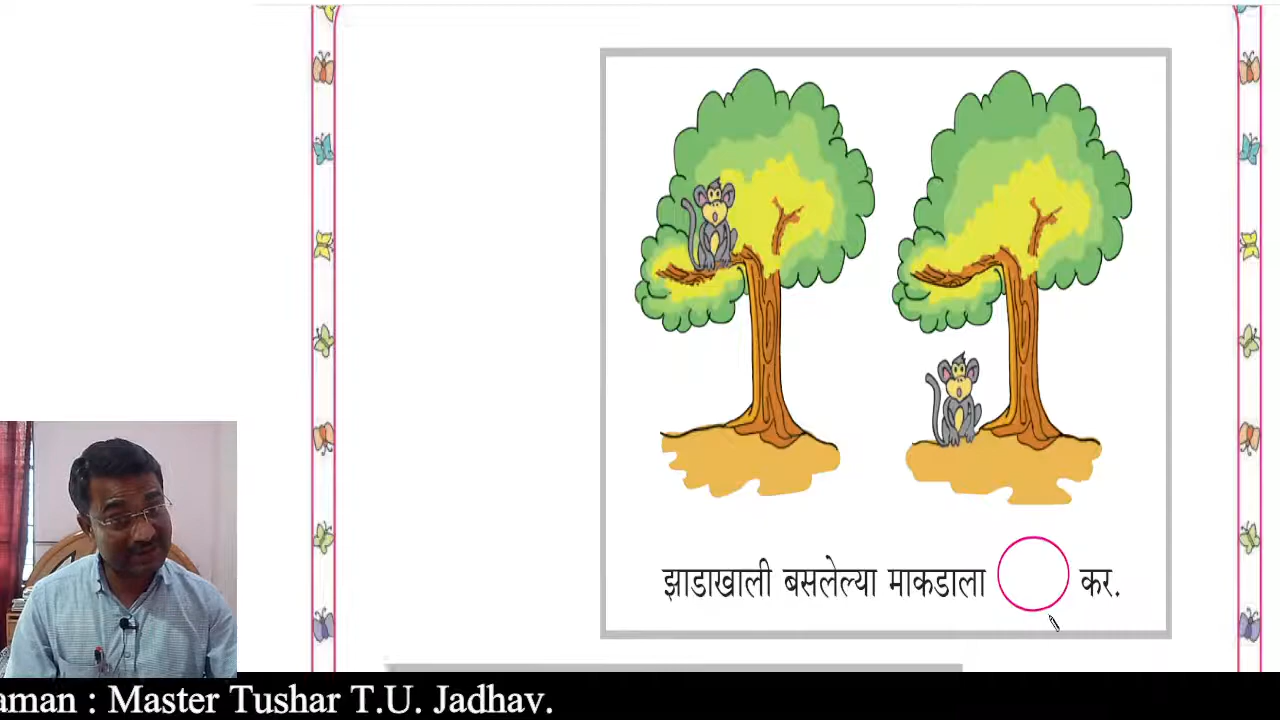 झाडाखाली बसलेल्या माकडाला कर.
aman : Master Tushar T.U. Jadhav.